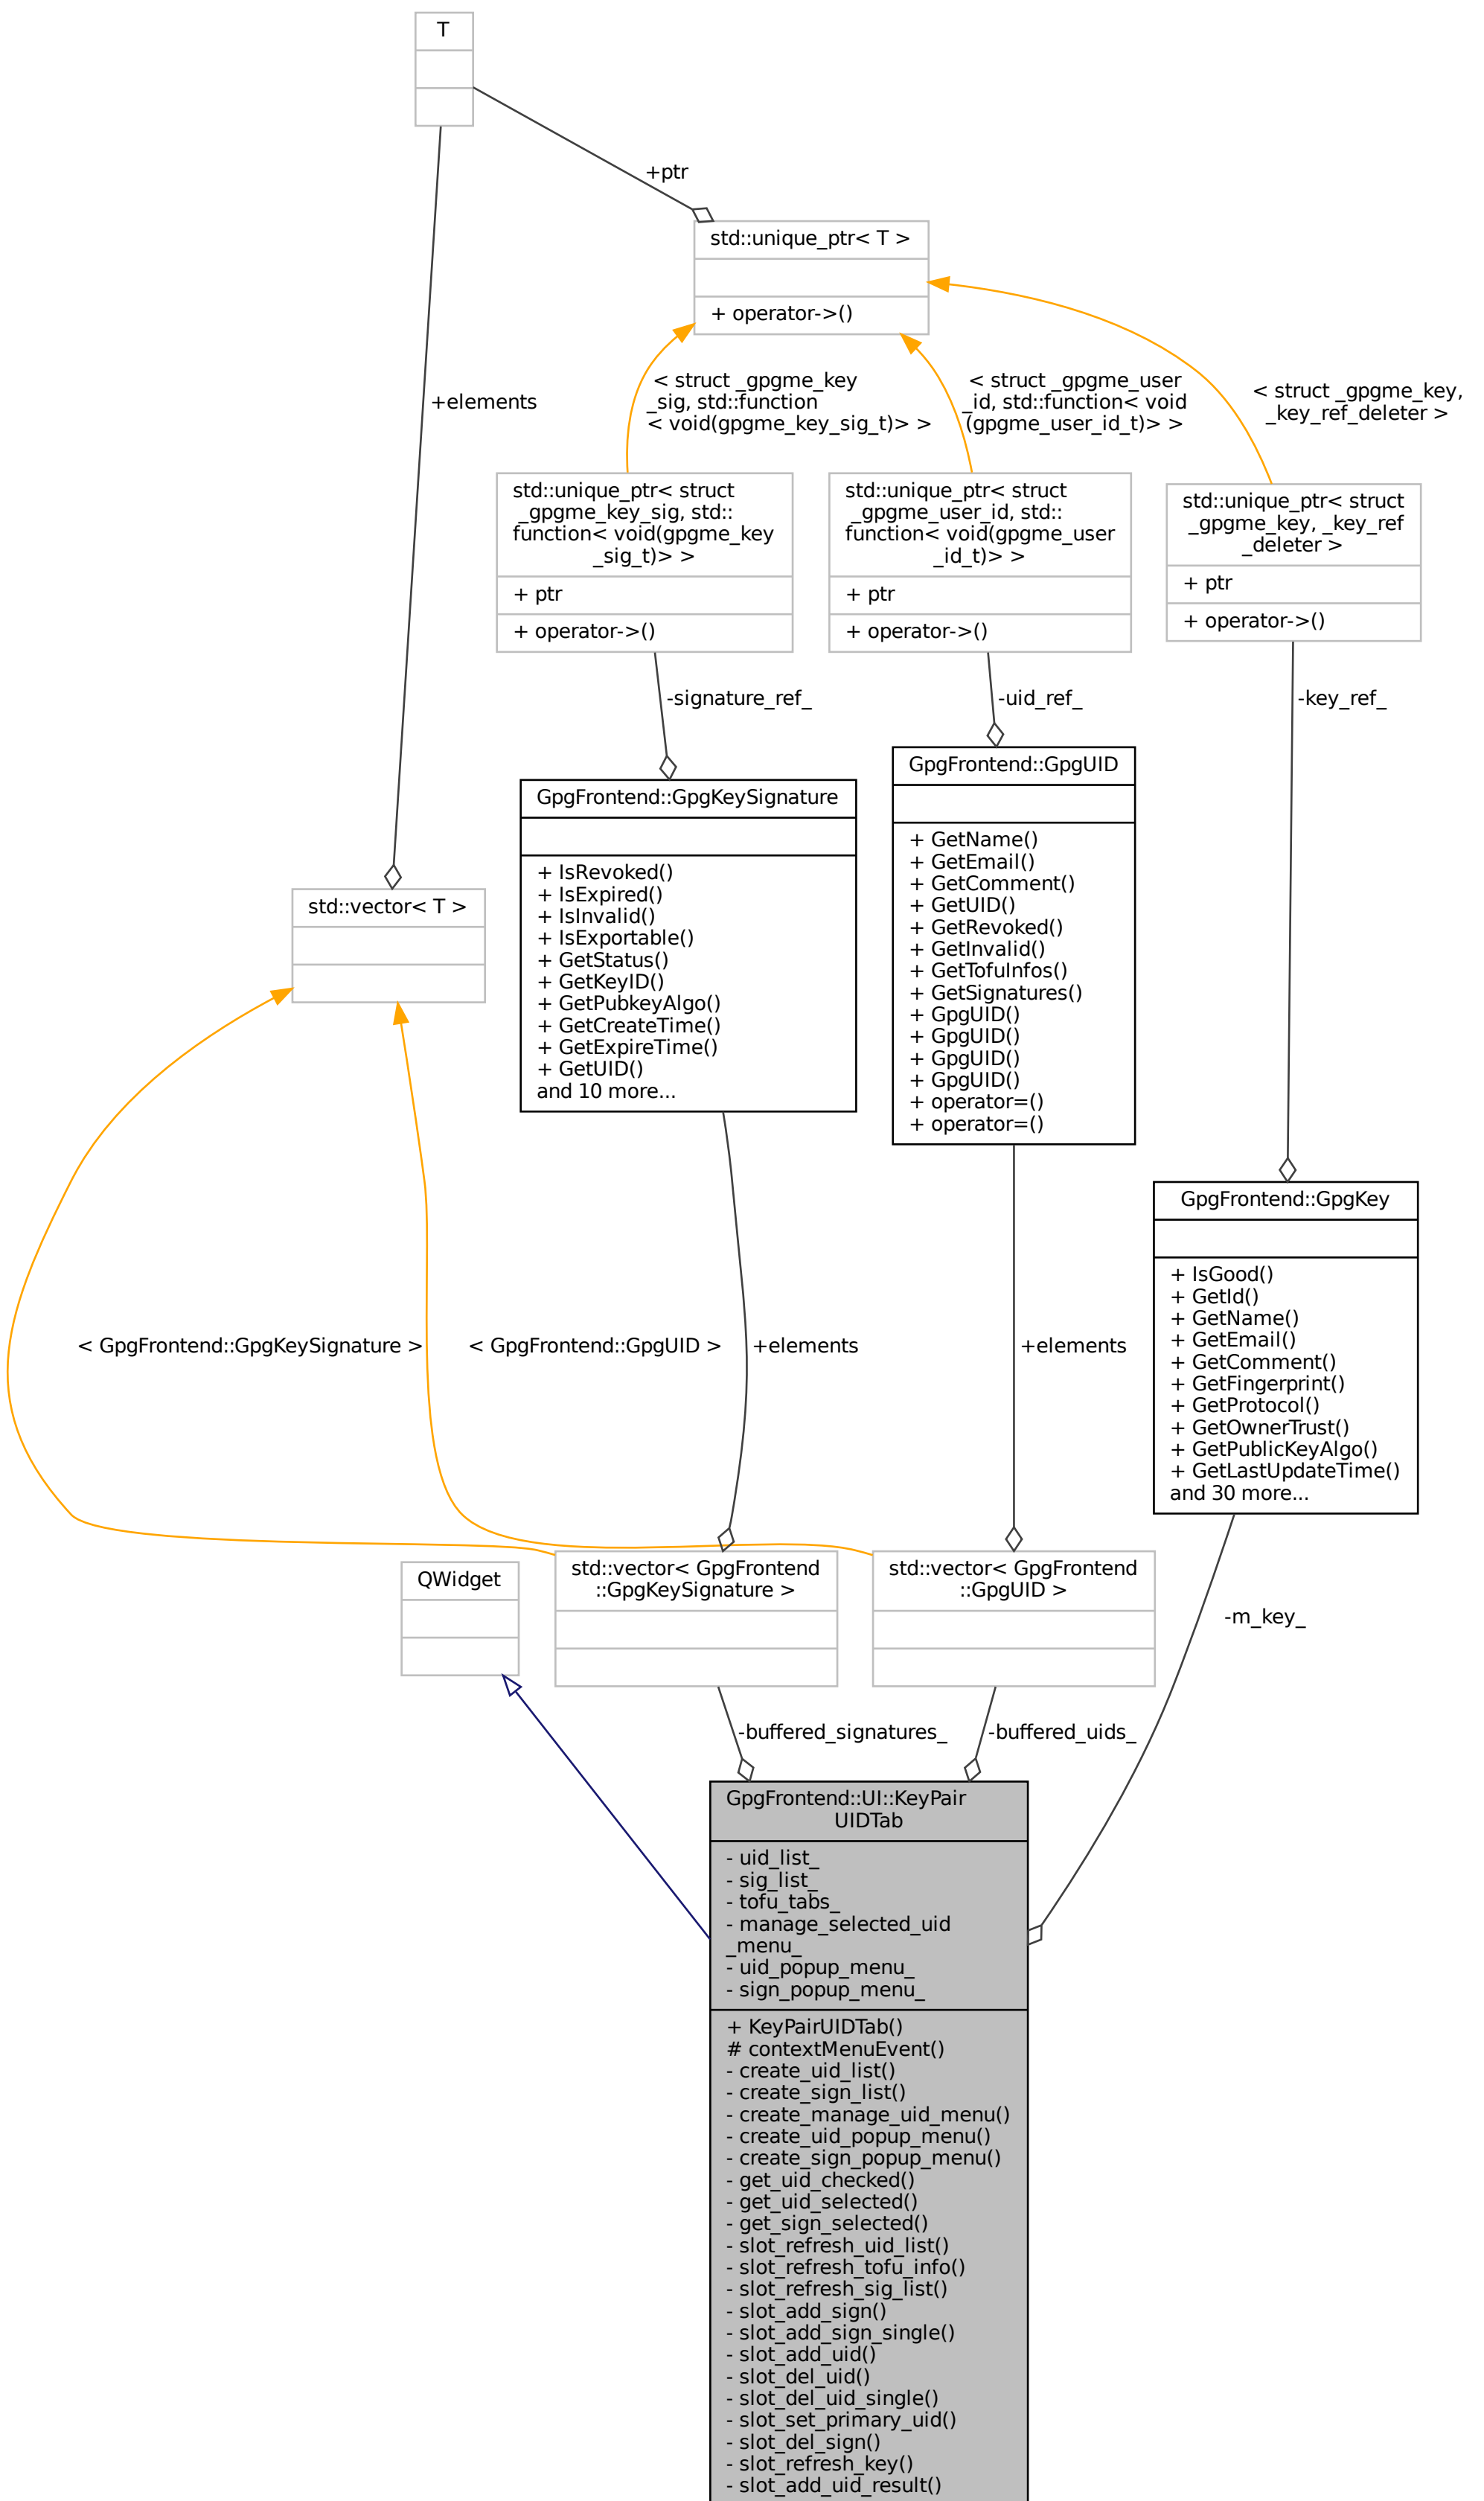 T
+ptr
std::unique_ptr< T >
+ operator->()
+elements
< struct _gpgme_key
_sig, std::function
< void(gpgme_key_sig_t)> >
< struct _gpgme_user
_id, std::function< void
(gpgme_user_id_t)> >
< struct _gpgme_key,
_key_ref_deleter >
std::unique_ptr< struct
_gpgme_key_sig, std::
function< void(gpgme_key
_sig_t)> >
+ ptr
+ operator->()
std::unique_ptr< struct
_gpgme_user_id, std::
function< void(gpgme_user
_id_t)> >
+ ptr
+ operator->()
std::unique_ptr< struct
_gpgme_key, _key_ref
_deleter >
+ ptr
+ operator->()
-signature_ref_
-uid_ref_
-key_ref_
GpgFrontend::GpgKeySignature
+ IsRevoked()
+ IsExpired()
+ IsInvalid()
+ IsExportable()
+ GetStatus()
+ GetKeyID()
+ GetPubkeyAlgo()
+ GetCreateTime()
+ GetExpireTime()
+ GetUID()
and 10 more...
GpgFrontend::GpgUID
+ GetName()
+ GetEmail()
+ GetComment()
+ GetUID()
+ GetRevoked()
+ GetInvalid()
+ GetTofuInfos()
+ GetSignatures()
+ GpgUID()
+ GpgUID()
+ GpgUID()
+ GpgUID()
+ operator=()
+ operator=()
std::vector< T >
GpgFrontend::GpgKey
+ IsGood()
+ GetId()
+ GetName()
+ GetEmail()
+ GetComment()
+ GetFingerprint()
+ GetProtocol()
+ GetOwnerTrust()
+ GetPublicKeyAlgo()
+ GetLastUpdateTime()
and 30 more...
< GpgFrontend::GpgKeySignature >
< GpgFrontend::GpgUID >
+elements
+elements
QWidget
std::vector< GpgFrontend
::GpgKeySignature >
std::vector< GpgFrontend
::GpgUID >
-m_key_
-buffered_signatures_
-buffered_uids_
GpgFrontend::UI::KeyPair
UIDTab
- uid_list_
- sig_list_
- tofu_tabs_
- manage_selected_uid
_menu_
- uid_popup_menu_
- sign_popup_menu_
+ KeyPairUIDTab()
# contextMenuEvent()
- create_uid_list()
- create_sign_list()
- create_manage_uid_menu()
- create_uid_popup_menu()
- create_sign_popup_menu()
- get_uid_checked()
- get_uid_selected()
- get_sign_selected()
- slot_refresh_uid_list()
- slot_refresh_tofu_info()
- slot_refresh_sig_list()
- slot_add_sign()
- slot_add_sign_single()
- slot_add_uid()
- slot_del_uid()
- slot_del_uid_single()
- slot_set_primary_uid()
- slot_del_sign()
- slot_refresh_key()
- slot_add_uid_result()